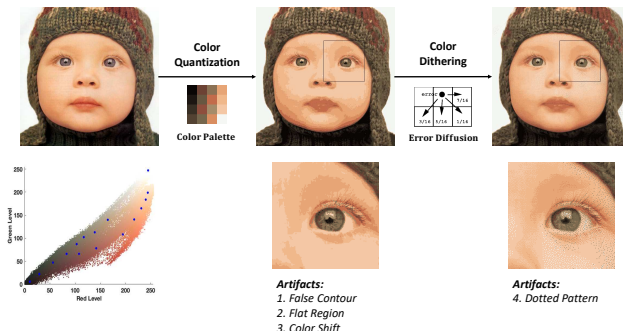 Color
Quantization
Color Palette
Color
Dithering
error
7/16
3/16 5/16 1/16
Error Diffusion
250
200
150
100
50
0
Green Level
0 50 100 150 200 250
Red Level
Artifacts:
1. False Contour
2. Flat Region
3. Color Shift
Artifacts:
4. Dotted Pattern